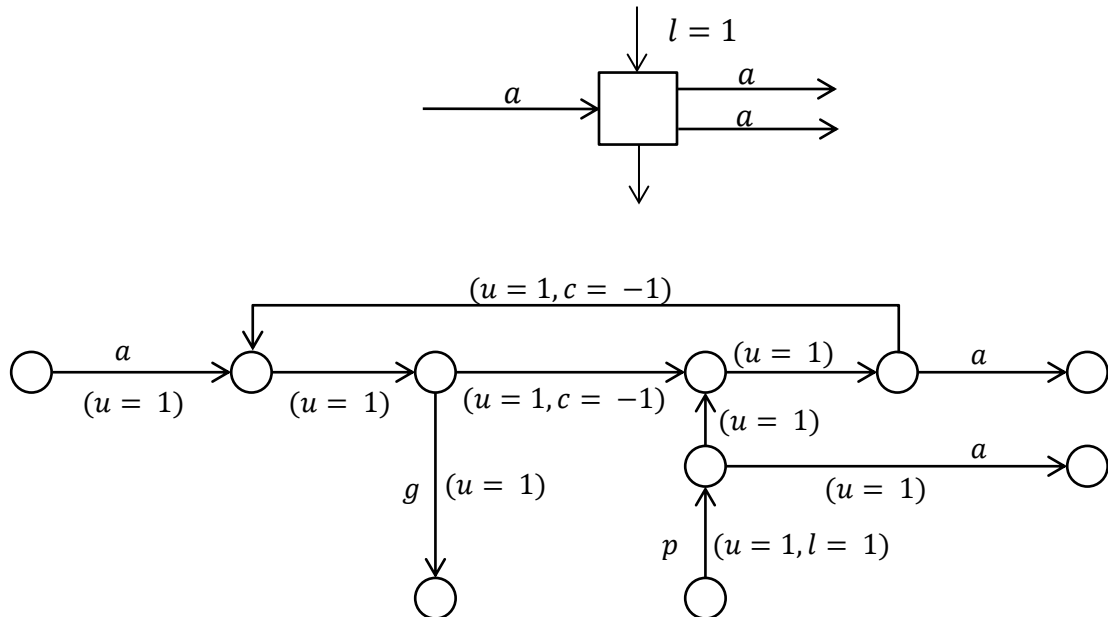 l = 1
a
a
a
(u = 1, c = −1)
a
(u = 1)
a
(u = 1)
(u = 1)
(u = 1, c = −1)
(u = 1)
a
g
(u = 1)
(u = 1)
p
(u = 1, l = 1)